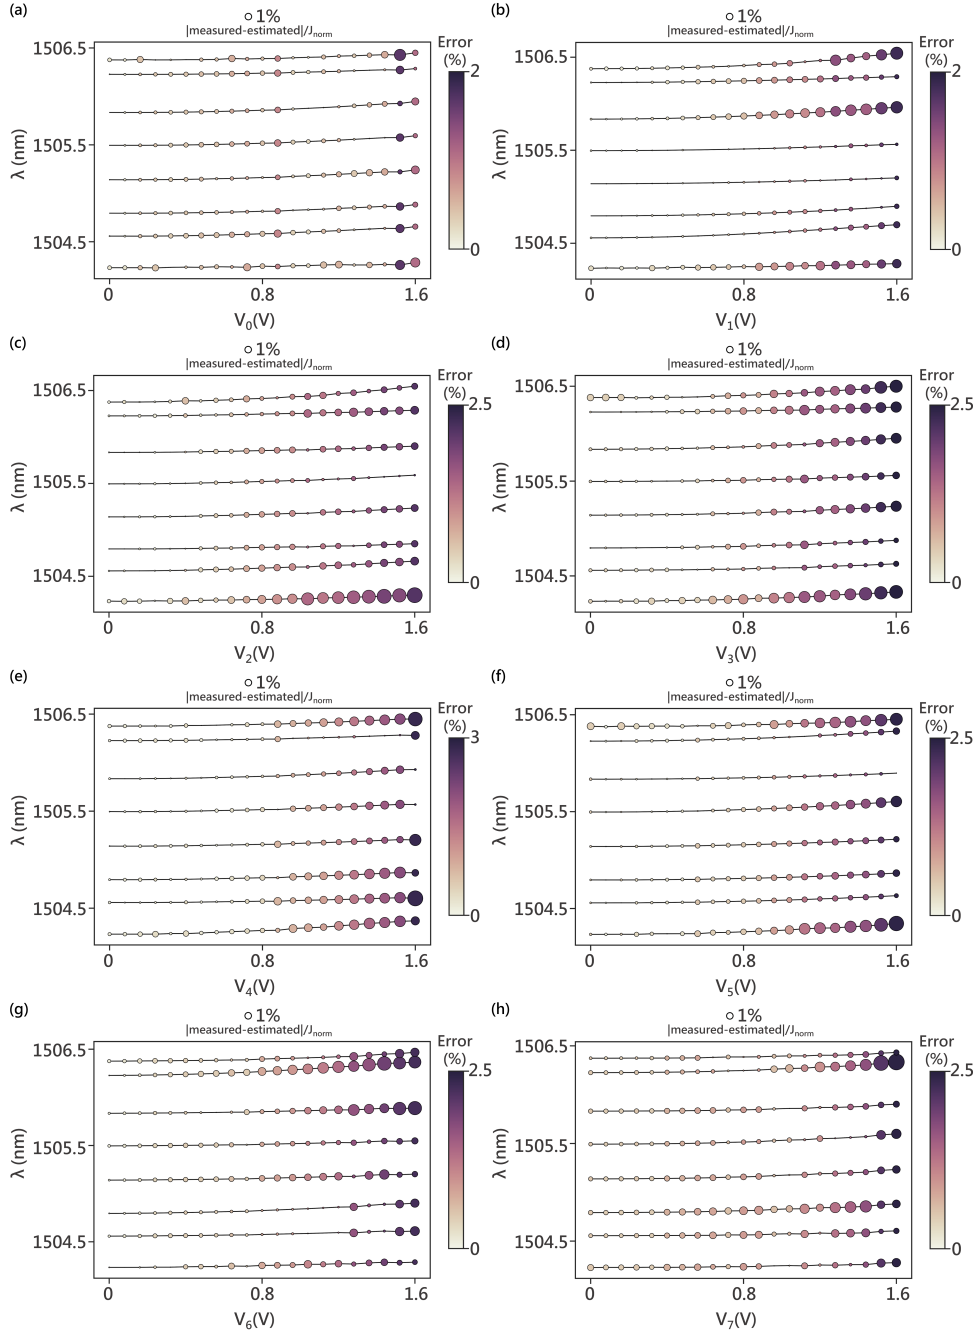 (a)
1%
|measured-estimated|/Jnorm
Error
(%)
1506.5
1505.5
1504.5
λ (nm)
2
0
0
0.8
1.6
V0(V)
(b)
1%
|measured-estimated|/Jnorm
Error
(%)
1506.5
1505.5
1504.5
λ (nm)
2
0
0
0.8
1.6
V1(V)
(c)
1%
|measured-estimated|/Jnorm
Error
(%)
1506.5
1505.5
1504.5
λ (nm)
2.5
0
0
0.8
1.6
V2(V)
(d)
1%
|measured-estimated|/Jnorm
Error
(%)
1506.5
1505.5
1504.5
λ (nm)
2.5
0
0
0.8
1.6
V3(V)
(e)
1%
|measured-estimated|/Jnorm
Error
(%)
1506.5
1505.5
1504.5
λ (nm)
3
0
0
0.8
1.6
V4(V)
(f)
1%
|measured-estimated|/Jnorm
Error
(%)
1506.5
1505.5
1504.5
λ (nm)
2.5
0
0
0.8
1.6
V5(V)
(g)
1%
|measured-estimated|/Jnorm
Error
(%)
1506.5
1505.5
1504.5
λ (nm)
2.5
0
0
0.8
1.6
V6(V)
(h)
1%
|measured-estimated|/Jnorm
Error
(%)
1506.5
1505.5
1504.5
λ (nm)
2.5
0
0
0.8
1.6
V7(V)